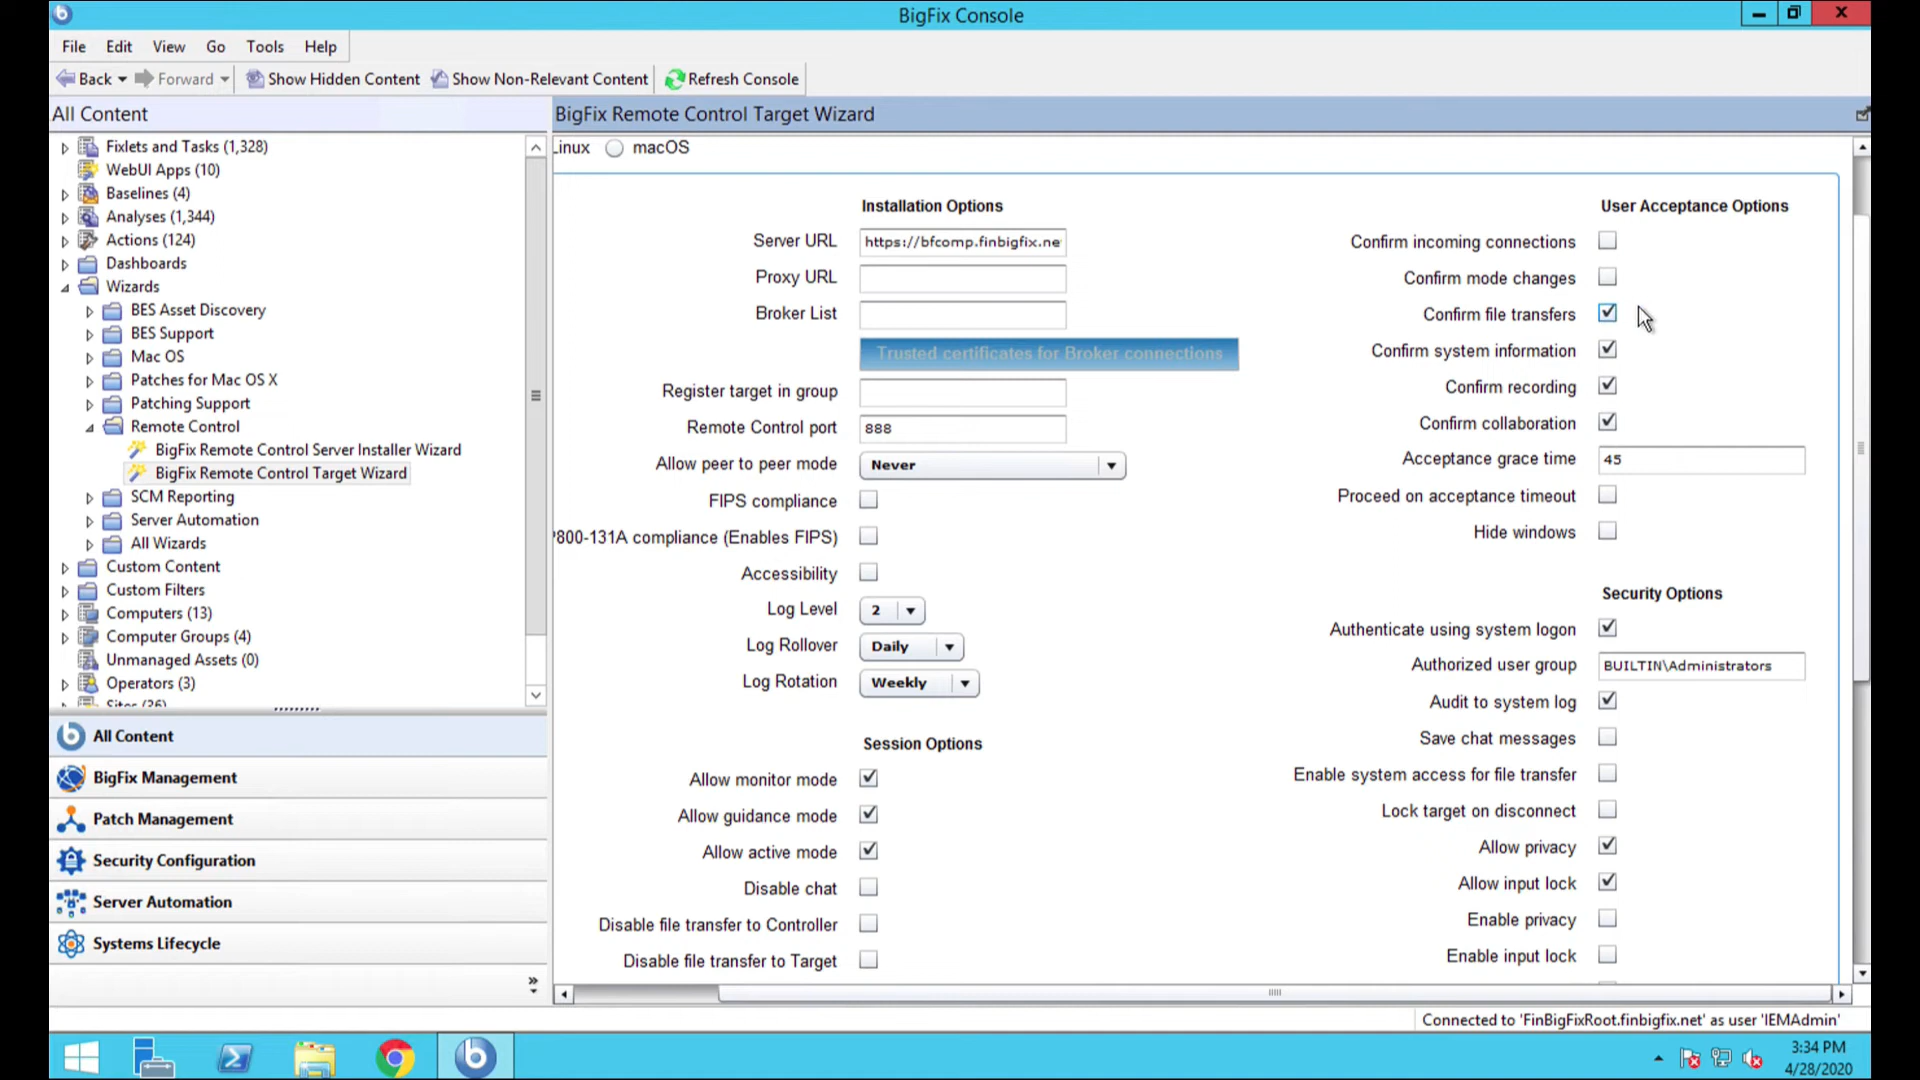 BigFix Console
File Edit View Go Tools Help
Back Forward Show Hidden Content Show Non-Relevant Content Refresh Console
All Content
Fixlets and Tasks (1,328)
WebUI Apps (10)
Baselines (4)
Analyses (1,344)
Actions (124)
Dashboards
Wizards
BES Asset Discovery
BES Support
Mac OS
Patches for Mac OS X
Patching Support
Remote Control
BigFix Remote Control Server Installer Wizard
BigFix Remote Control Target Wizard
SCM Reporting
Server Automation
All Wizards
Custom Content
Custom Filters
Computers (13)
Computer Groups (4)
Unmanaged Assets (0)
Operators (3)
Sites (36)
All Content
BigFix Management
Patch Management
Security Configuration
Server Automation
Systems Lifecycle
BigFix Remote Control Target Wizard
Linux macOS
Installation Options
Server URL https://bfcomp.finbigfix.ne
Proxy URL
Broker List
Trusted certificates for Broker connections
Register target in group
Remote Control port 888
Allow peer to peer mode Never
FIPS compliance
P800-131A compliance (Enables FIPS)
Accessibility
Log Level 2
Log Rollover Daily
Log Rotation Weekly
Session Options
Allow monitor mode
Allow guidance mode
Allow active mode
Disable chat
Disable file transfer to Controller
Disable file transfer to Target
User Acceptance Options
Confirm incoming connections
Confirm mode changes
Confirm file transfers
Confirm system information
Confirm recording
Confirm collaboration
Acceptance grace time 45
Proceed on acceptance timeout
Hide windows
Security Options
Authenticate using system logon
Authorized user group BUILTIN\Administrators
Audit to system log
Save chat messages
Enable system access for file transfer
Lock target on disconnect
Allow privacy
Allow input lock
Enable privacy
Enable input lock
Connected to 'FinBigFixRoot.finbigfix.net' as user 'IEMAdmin'
3:34 PM
4/28/2020